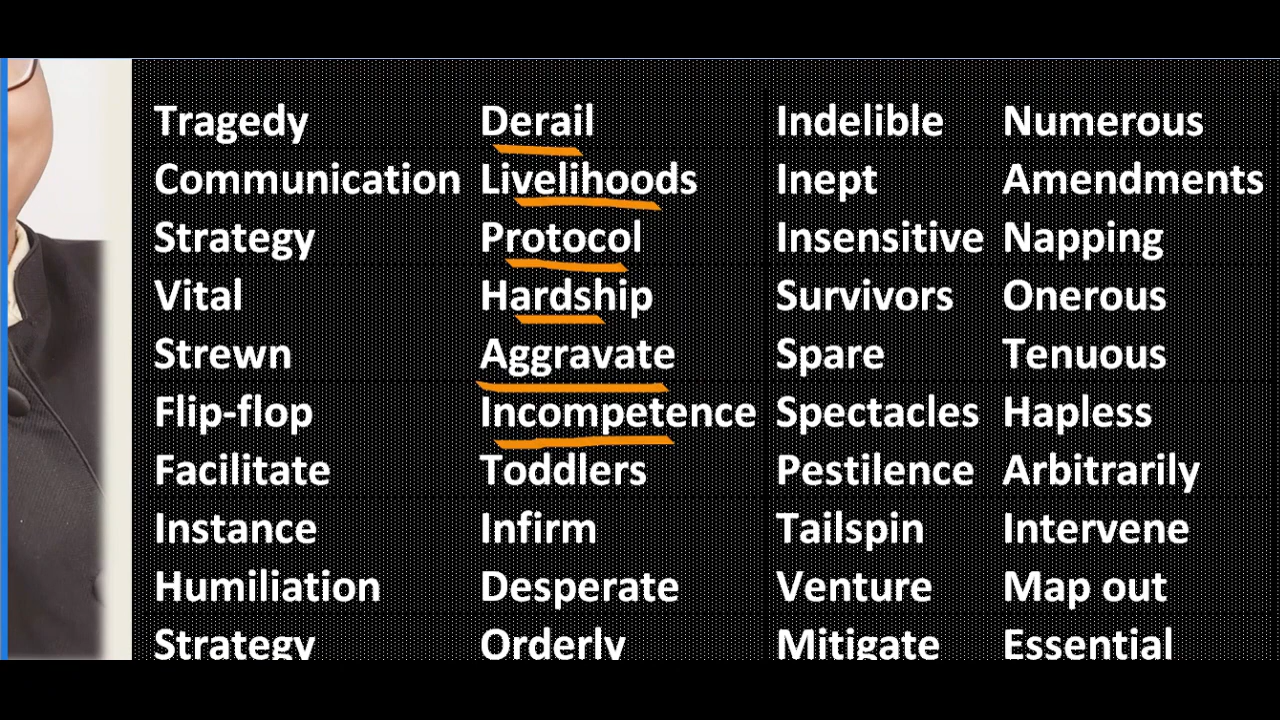 Tragedy Derail Indelible Numerous
Communication Livelihoods Inept Amendments
Strategy Protocol Insensitive Napping
Vital Hardship Survivors Onerous
Strewn Aggravate Spare Tenuous
Flip-flop Incompetence Spectacles Hapless
Facilitate Toddlers Pestilence Arbitrarily
Instance Infirm Tailspin Intervene
Humiliation Desperate Venture Map out
Strategy Orderly Mitigate Essential